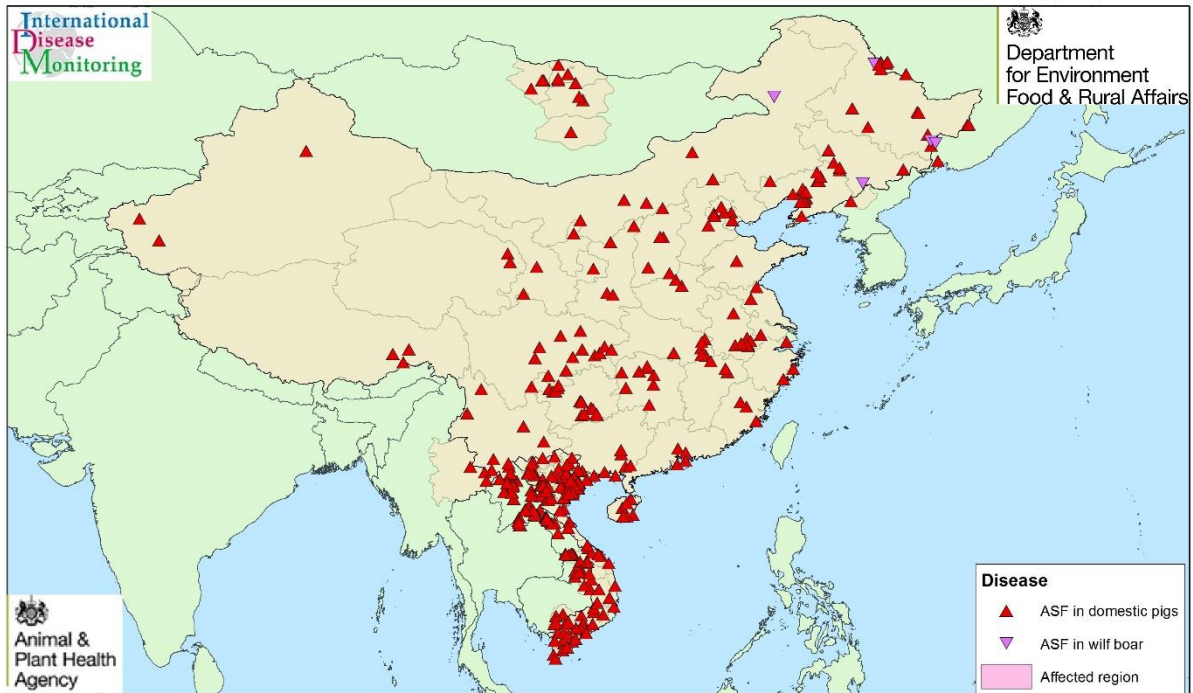 International
Disease
Monitoring
Department
for Environment
Food & Rural Affairs
Animal &
Plant Health
Agency
Disease
ASF in domestic pigs
ASF in wilf boar
Affected region